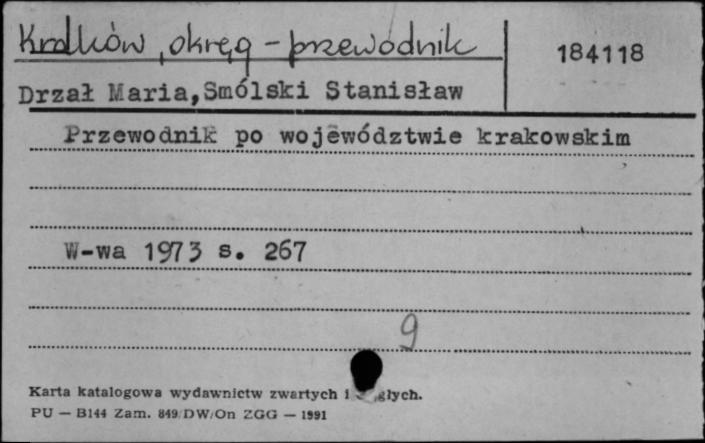 Kraków, okręg - przewodnik
184118
Drzał Maria, Smólski Stanisław
Przewodnik po województwie krakowskim
W-wa 1973 s. 267
9
Karta katalogowa wydawnictw zwartych i głych.
PU — B144 Zam. 849/DW/On ZGG — 1991